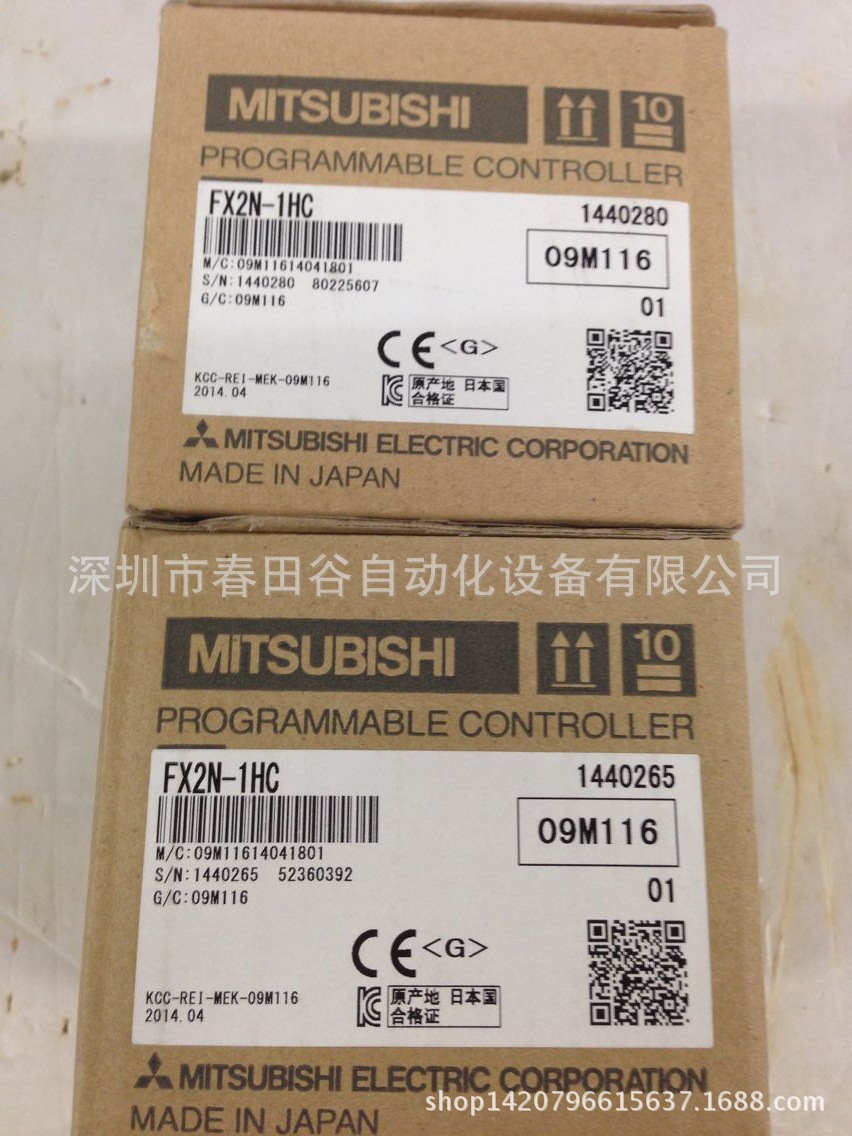 MITSUBISHI
10
PROGRAMMABLE CONTROLLER
FX2N-1HC
1440280
M/C:09M11614041801
09M116
S/N:1440280 80225607
G/C:09M116
01
CE<G>
KCC-REI-MEK-09M116
原产地 日本国
2014.04
合格证
MITSUBISHI ELECTRIC CORPORATION
MADE IN JAPAN
深圳市春田谷自动化设备有限公司
MITSUBISHI
10
PROGRAMMABLE CONTROLLER
FX2N-1HC
1440265
09M116
M/C:09M11614041801
S/N:1440265 52360392
G/C:09M116
01
CE<G>
KCC-REI-MEK-09M116
原产地 日本国
2014.04
合格证
MITSUBISHI ELECTRIC CORPORATION
shop1420796615637.1688.com
MADE IN JAPAN